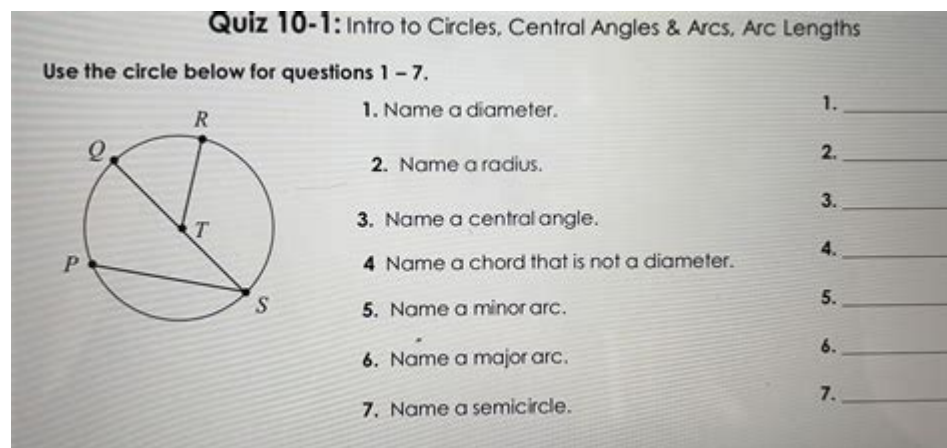 Quiz 10-1: Intro to Circles, Central Angles & Arcs, Arc Lengths
Use the circle below for questions 1 – 7.
1. Name a diameter.
1.
R
Q
2. Name a radius.
2.
3. Name a central angle.
3.
T
4 Name a chord that is not a diameter.
4.
P
S
5. Name a minor arc.
5.
6. Name a major arc.
6.
7. Name a semicircle.
7.